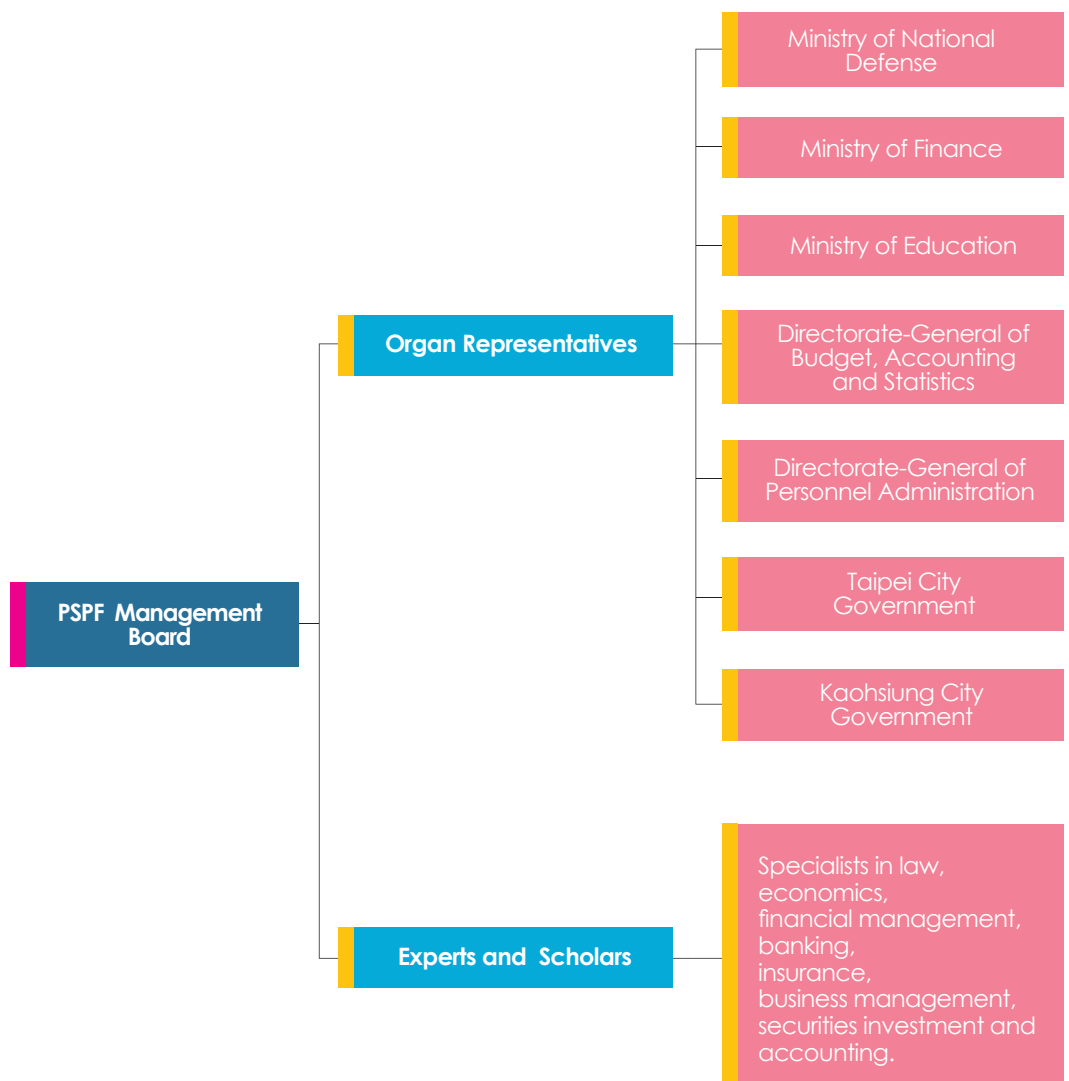 PSPF Management
Board
Organ Representatives
Ministry of National
Defense
Ministry of Finance
Ministry of Education
Directorate-General of
Budget, Accounting
and Statistics
Directorate-General of
Personnel Administration
Taipei City
Government
Kaohsiung City
Government
Experts and Scholars
Specialists in law,
economics,
financial management,
banking,
insurance,
business management,
securities investment and
accounting.